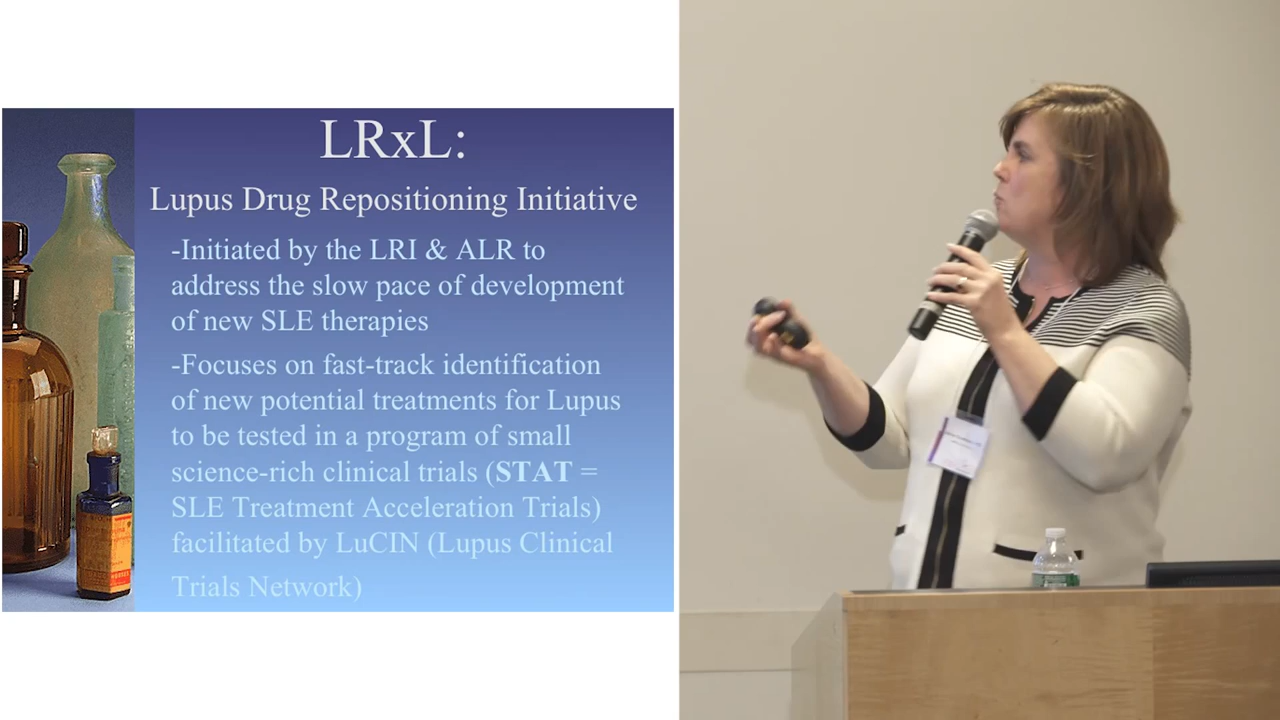 LRxL:
Lupus Drug Repositioning Initiative
-Initiated by the LRI & ALR to
address the slow pace of development
of new SLE therapies
-Focuses on fast-track identification
of new potential treatments for Lupus
to be tested in a program of small
science-rich clinical trials (STAT =
SLE Treatment Acceleration Trials)
facilitated by LuCIN (Lupus Clinical
Trials Network)